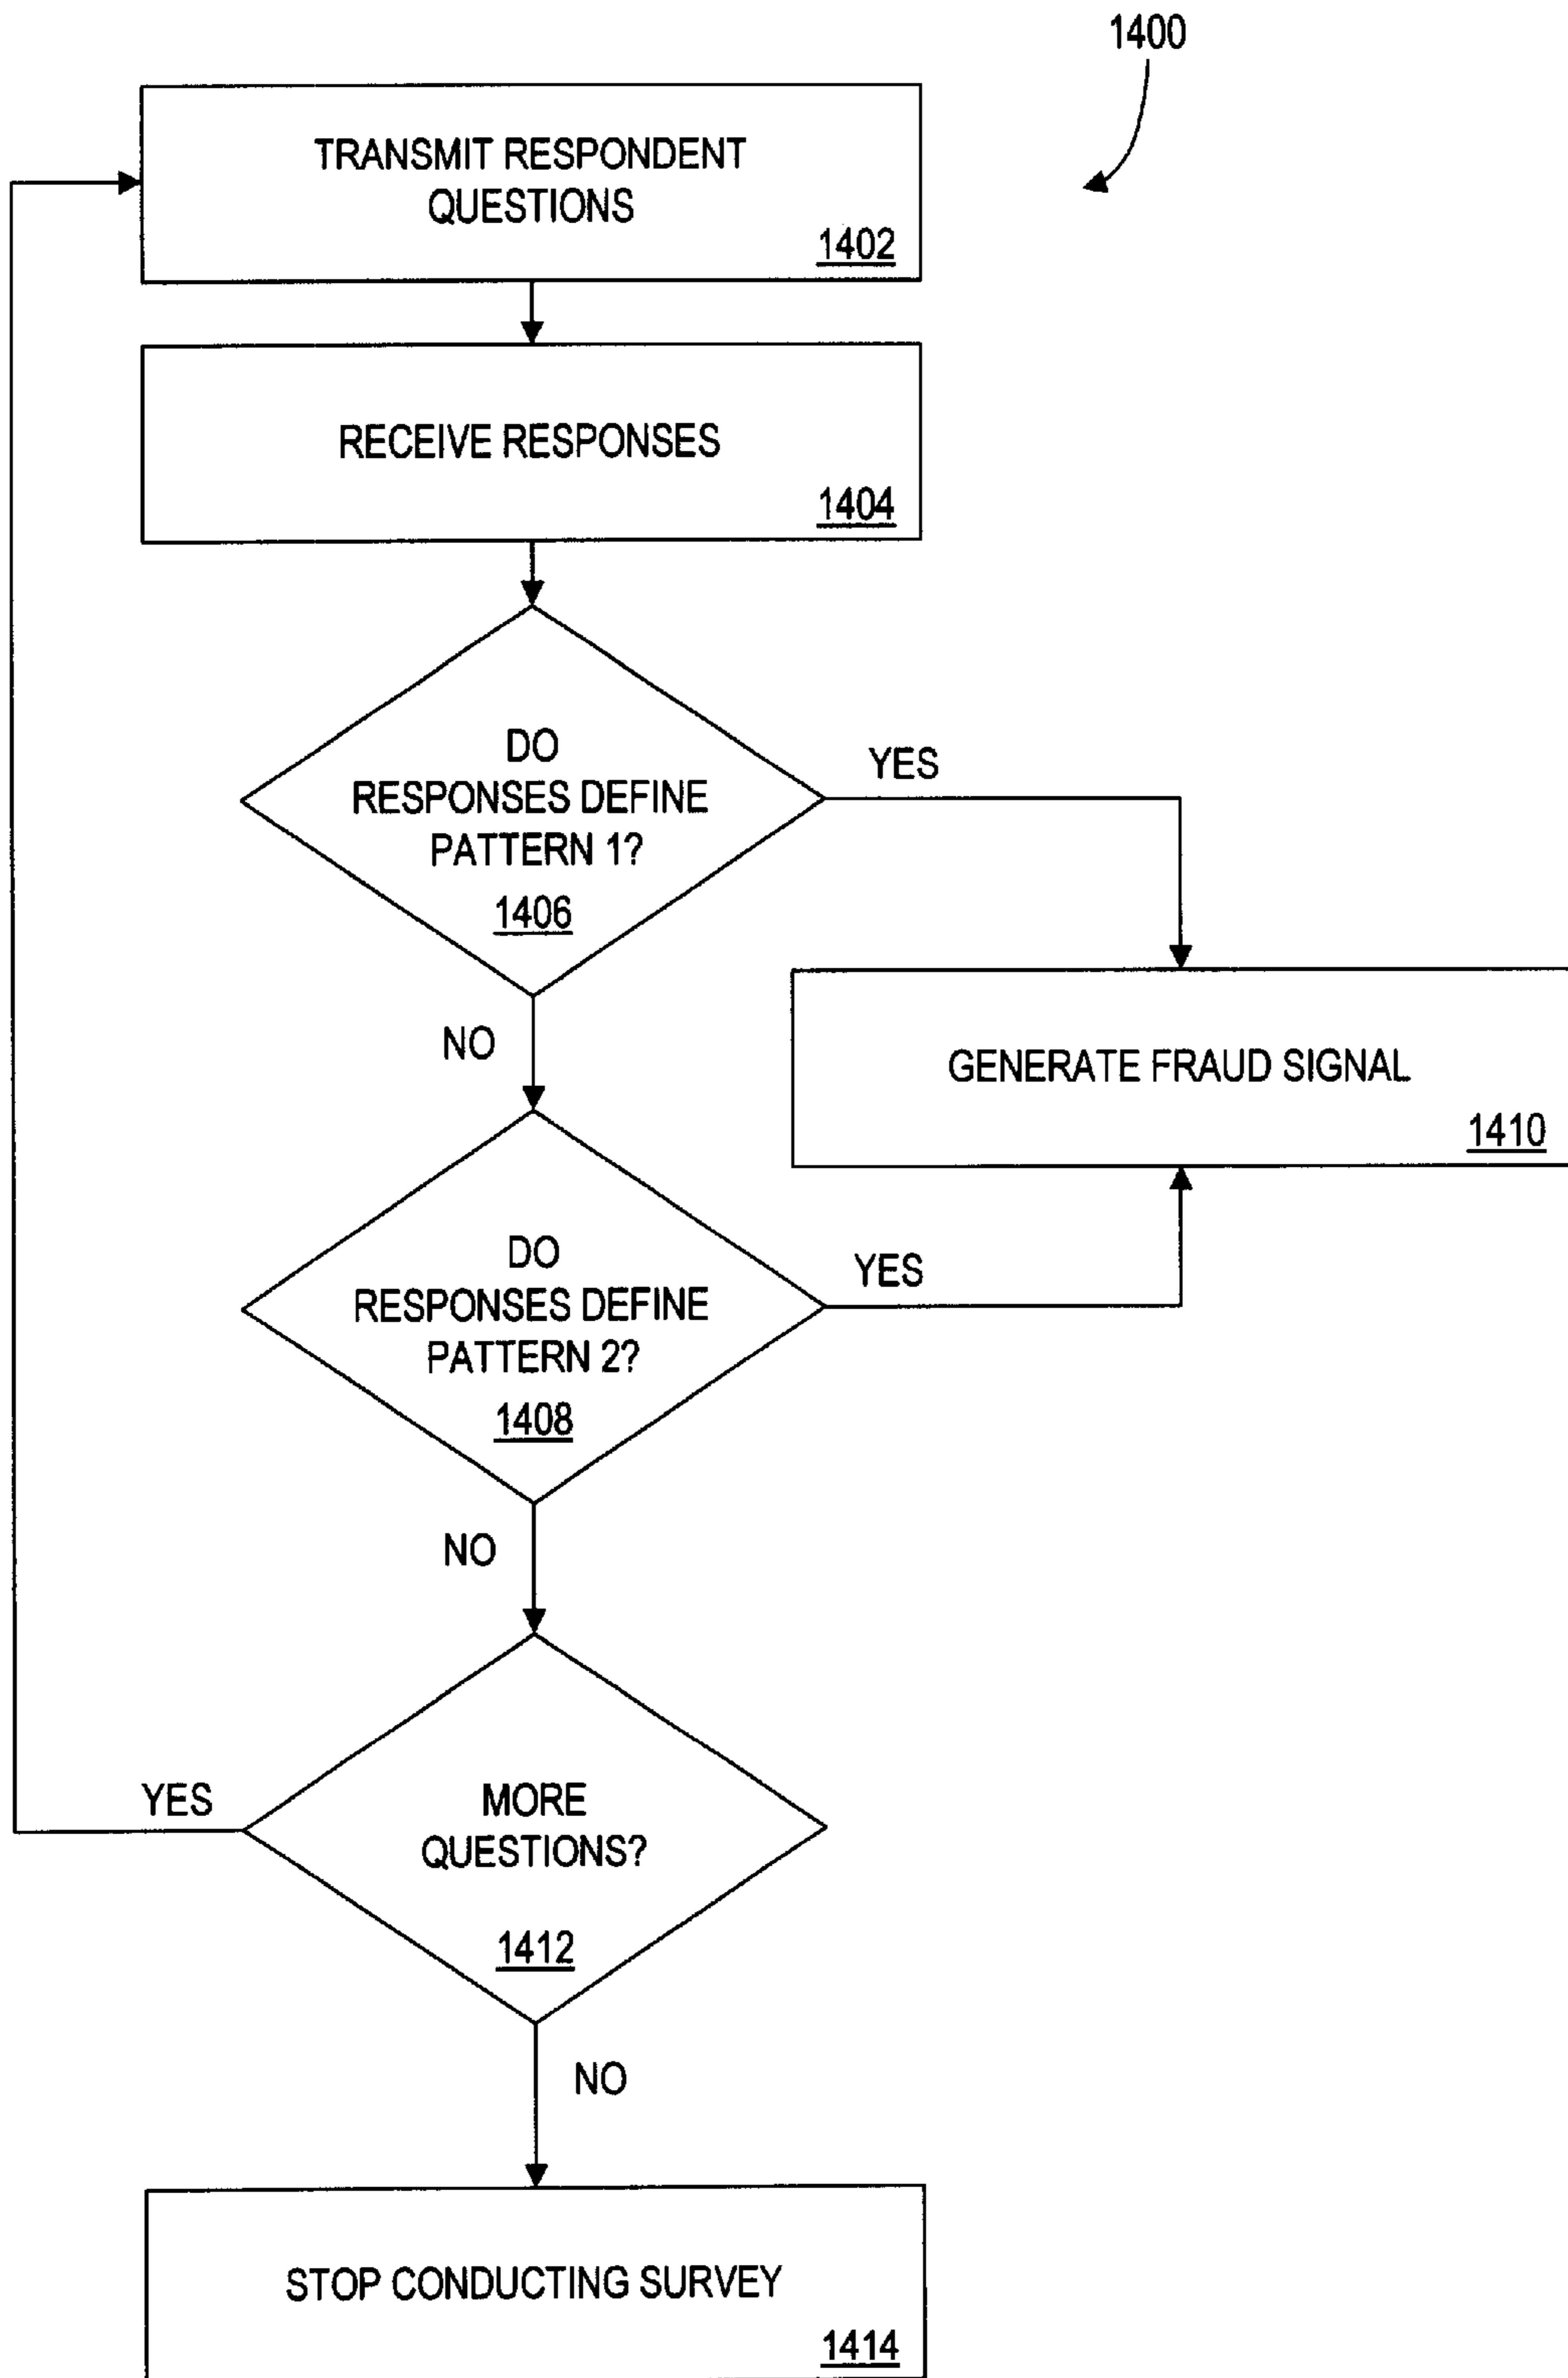 1400
TRANSMIT RESPONDENT
QUESTIONS
1402
RECEIVE RESPONSES
1404
DO
RESPONSES DEFINE
PATTERN 1?
1406
YES
NO
GENERATE FRAUD SIGNAL
1410
DO
RESPONSES DEFINE
PATTERN 2?
1408
YES
NO
MORE
QUESTIONS?
1412
YES
NO
STOP CONDUCTING SURVEY
1414